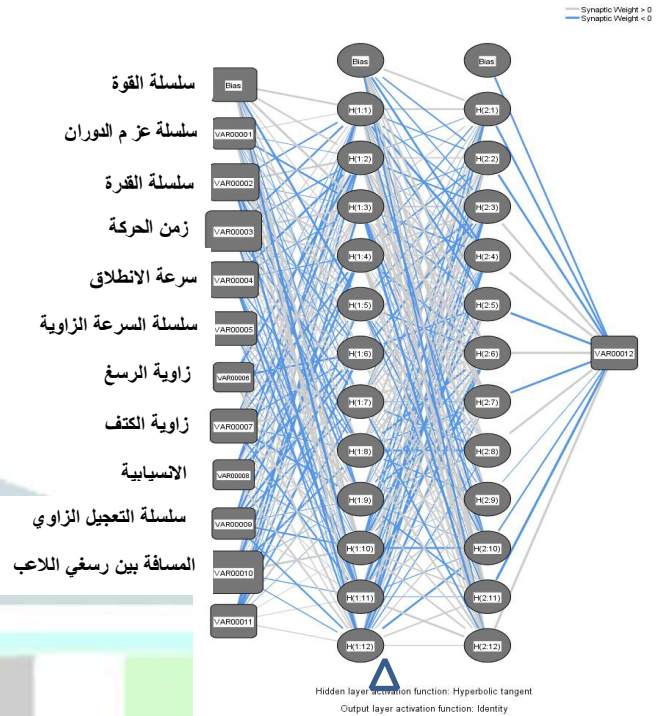 Synaptic Weight > 0
Synaptic Weight < 0
سلسلة القوة
سلسلة عز م الدوران
سلسلة القدرة
زمن الحركة
سرعة الانطلاق
سلسلة السرعة الزاوية
زاوية الرسغ
زاوية الكتف
الانسيابية
سلسلة التعجيل الزاوي
المسافة بين رسغي اللاعب
Bias
VAR00001
VAR00002
VAR00003
VAR00004
VAR00005
VAR00006
VAR00007
VAR00008
VAR00009
VAR00010
VAR00011
Bias
H(1:1)
H(1:2)
H(1:3)
H(1:4)
H(1:5)
H(1:6)
H(1:7)
H(1:8)
H(1:9)
H(1:10)
H(1:11)
H(1:12)
Bias
H(2:1)
H(2:2)
H(2:3)
H(2:4)
H(2:5)
H(2:6)
H(2:7)
H(2:8)
H(2:9)
H(2:10)
H(2:11)
H(2:12)
VAR00012
Hidden layer activation function: Hyperbolic tangent
Output layer activation function: Identity